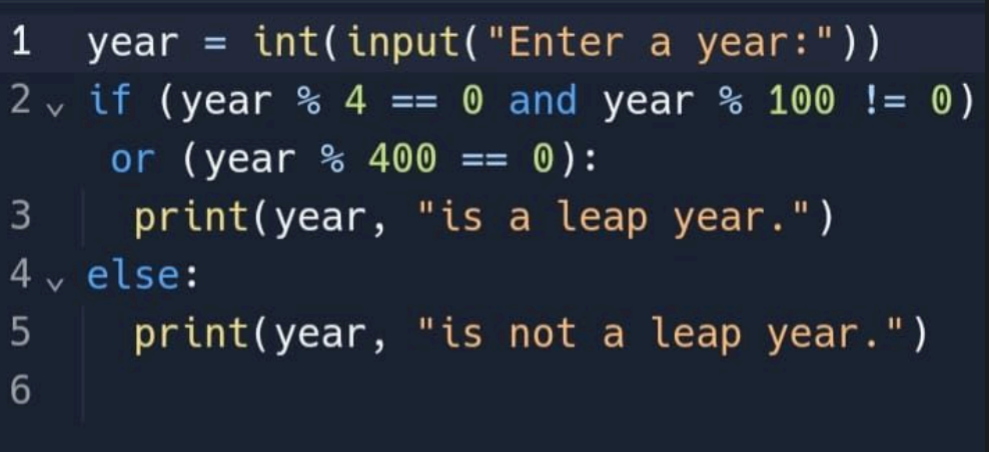 1 year = int(input("Enter a year:"))
2 if (year % 4 == 0 and year % 100 != 0)
or (year % 400 == 0):
3 print(year, "is a leap year.")
4 else:
5 print(year, "is not a leap year.")
6